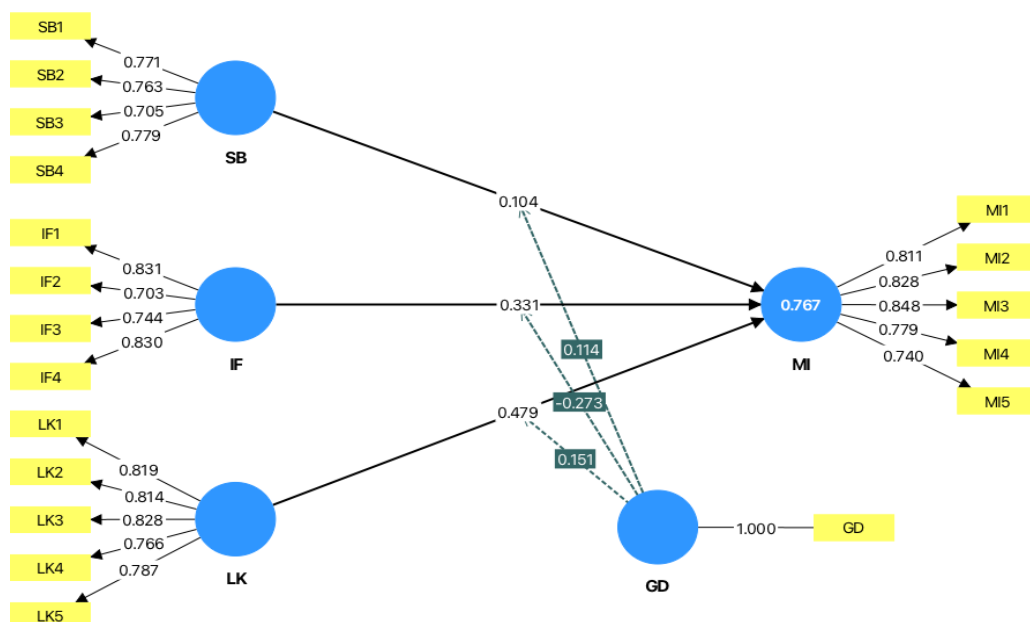 SB1
SB2
SB3
SB4
0.771
0.763
0.705
0.779
SB
IF1
IF2
IF3
IF4
0.831
0.703
0.744
0.830
IF
LK1
LK2
LK3
LK4
LK5
0.819
0.814
0.828
0.766
0.787
LK
0.104
0.331
0.479
0.114
-0.273
0.151
0.767
MI
MI1
MI2
MI3
MI4
MI5
0.811
0.828
0.848
0.779
0.740
1.000
GD
GD